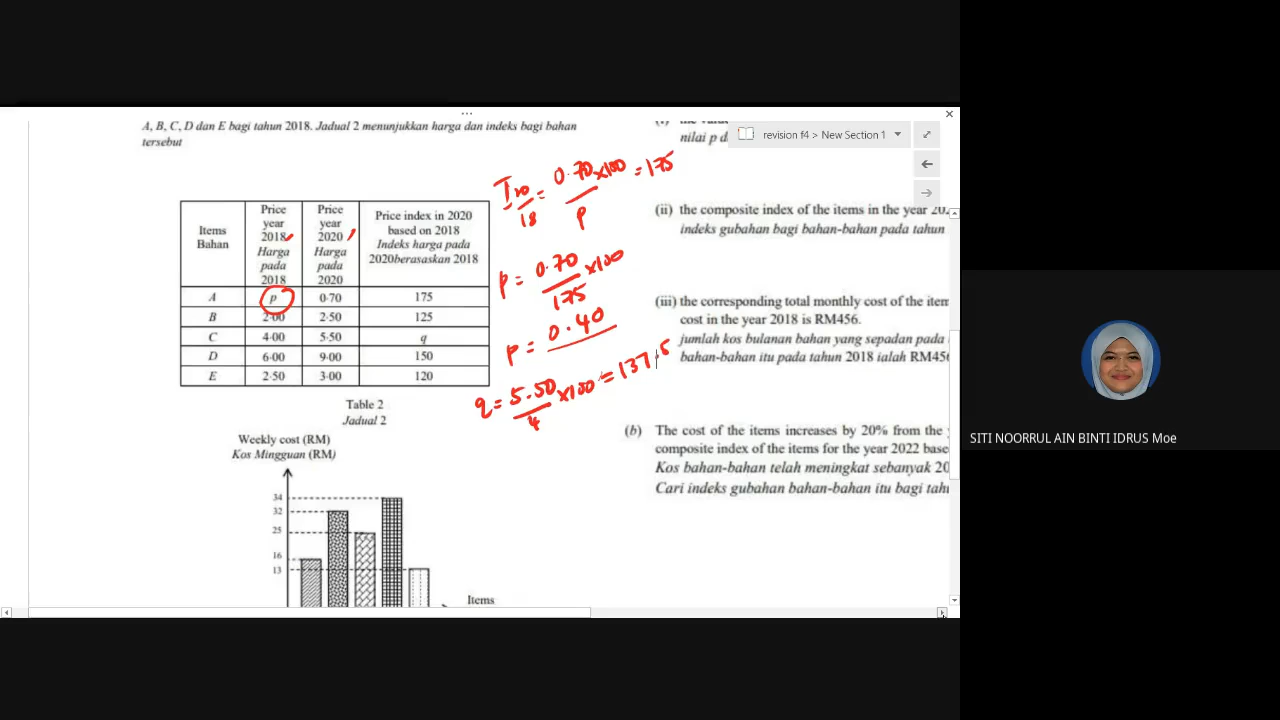 A, B, C, D dan E bagi tahun 2018. Jadual 2 menunjukkan harga dan indeks bagi bahan
tersebut
revision f4 > New Section 1
nilai p d
Items
Bahan
Price
year
2018
Harga
pada
2018
Price
year
2020
Harga
pada
2020
Price index in 2020
based on 2018
Indeks harga pada
2020berasaskan 2018
A p 0·70 175
B 2·00 2·50 125
C 4·00 5·50 q
D 6·00 9·00 150
E 2·50 3·00 120
Table 2
Jadual 2
Weekly cost (RM)
Kos Mingguan (RM)
34
32
25
16
13
Items
I 20/18 = 0.70/p ×100 = 175
p = 0.70/175 ×100
p = 0.40
q = 5.50/4 ×100 = 137.5
(ii) the composite index of the items in the year
indeks gubahan bagi bahan-bahan pada tahun
(iii) the corresponding total monthly cost of the item
cost in the year 2018 is RM456.
jumlah kos bulanan bahan yang sepadan pada
bahan-bahan itu pada tahun 2018 ialah RM456
(b) The cost of the items increases by 20% from the
composite index of the items for the year 2022 base
Kos bahan-bahan telah meningkat sebanyak 20
Cari indeks gubahan bahan-bahan itu bagi tah
SITI NOORRUL AIN BINTI IDRUS Moe